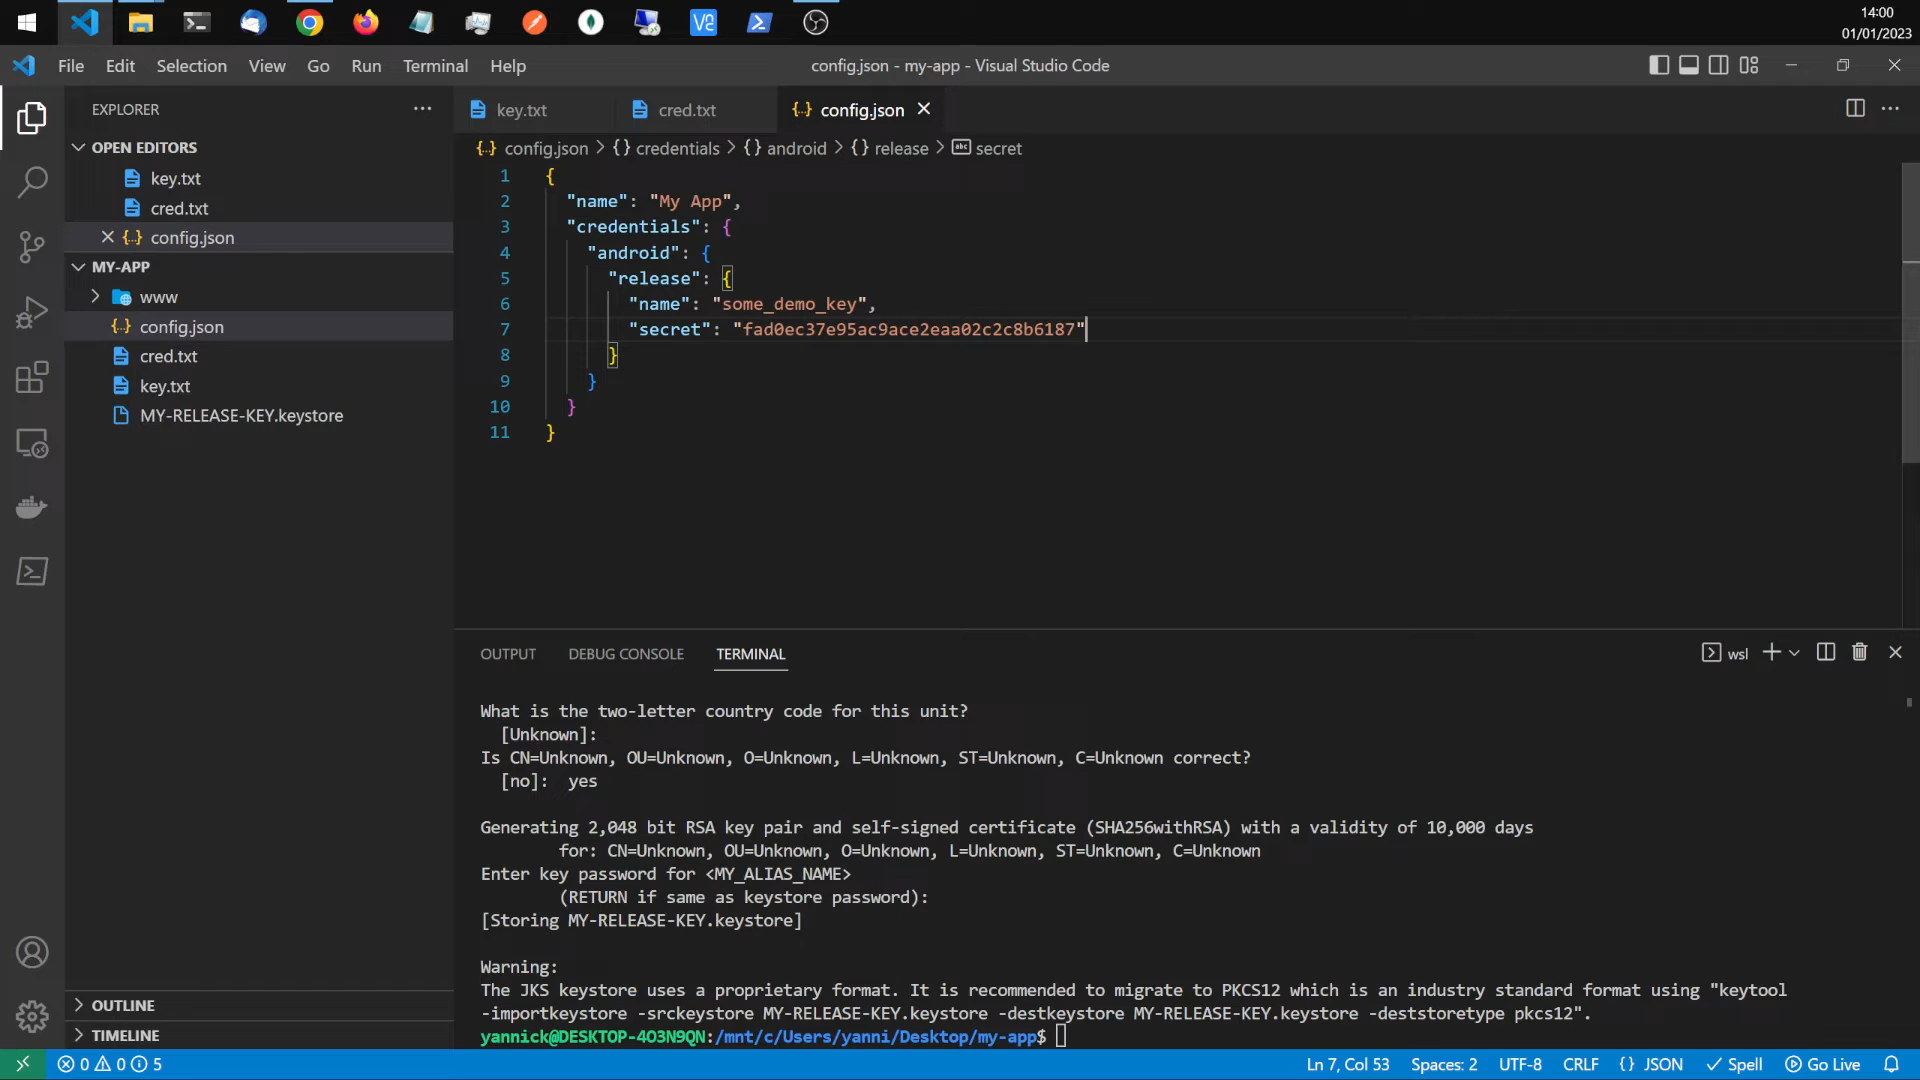 14:00
01/01/2023
File Edit Selection View Go Run Terminal Help
config.json - my-app - Visual Studio Code
EXPLORER
OPEN EDITORS
key.txt
cred.txt
config.json
MY-APP
www
config.json
cred.txt
key.txt
MY-RELEASE-KEY.keystore
OUTLINE
TIMELINE
key.txt cred.txt config.json
config.json > {} credentials > {} android > {} release > abc secret
1 {
2 "name": "My App",
3 "credentials": {
4 "android": {
5 "release": {
6 "name": "some_demo_key",
7 "secret": "fad0ec37e95ac9ace2eaa02c2c8b6187"
8 }
9 }
10 }
11 }
OUTPUT DEBUG CONSOLE TERMINAL
wsl
What is the two-letter country code for this unit?
[Unknown]:
Is CN=Unknown, OU=Unknown, O=Unknown, L=Unknown, ST=Unknown, C=Unknown correct?
[no]: yes
Generating 2,048 bit RSA key pair and self-signed certificate (SHA256withRSA) with a validity of 10,000 days
for: CN=Unknown, OU=Unknown, O=Unknown, L=Unknown, ST=Unknown, C=Unknown
Enter key password for <MY_ALIAS_NAME>
(RETURN if same as keystore password):
[Storing MY-RELEASE-KEY.keystore]
Warning:
The JKS keystore uses a proprietary format. It is recommended to migrate to PKCS12 which is an industry standard format using "keytool
-importkeystore -srckeystore MY-RELEASE-KEY.keystore -destkeystore MY-RELEASE-KEY.keystore -deststoretype pkcs12".
yannick@DESKTOP-4O3N9QN:/mnt/c/Users/yanni/Desktop/my-app$
0 0 5
Ln 7, Col 53 Spaces: 2 UTF-8 CRLF {} JSON Spell Go Live